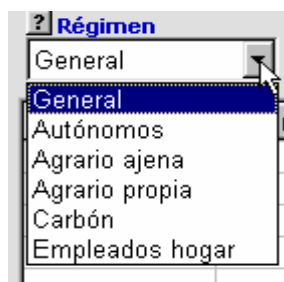 ? Régimen
General
General
Autónomos
Agrario ajena
Agrario propia
Carbón
Empleados hogar